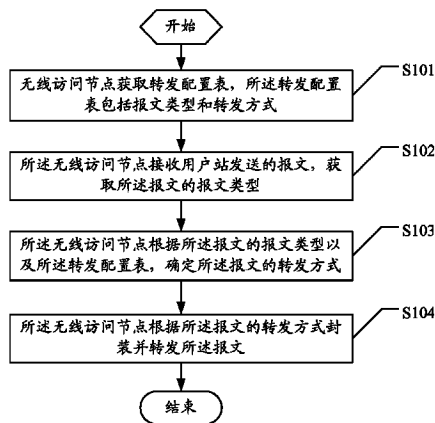 开始
无线访问节点获取转发配置表，所述转发配置
表包括报文类型和转发方式
S101
所述无线访问节点接收用户站发送的报文，获
取所述报文的报文类型
S102
所述无线访问节点根据所述报文的报文类型以
及所述转发配置表，确定所述报文的转发方式
S103
所述无线访问节点根据所述报文的转发方式封
装并转发所述报文
S104
结束